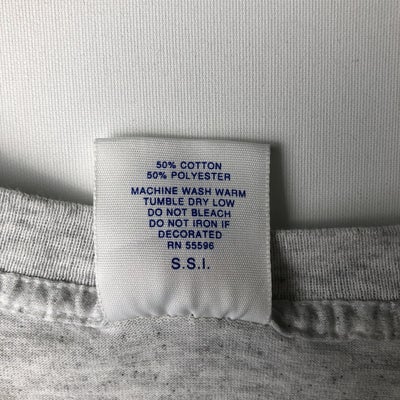 50% COTTON
50% POLYESTER
MACHINE WASH WARM
TUMBLE DRY LOW
DO NOT BLEACH
DO NOT IRON IF
DECORATED
RN 55596
S.S.I.